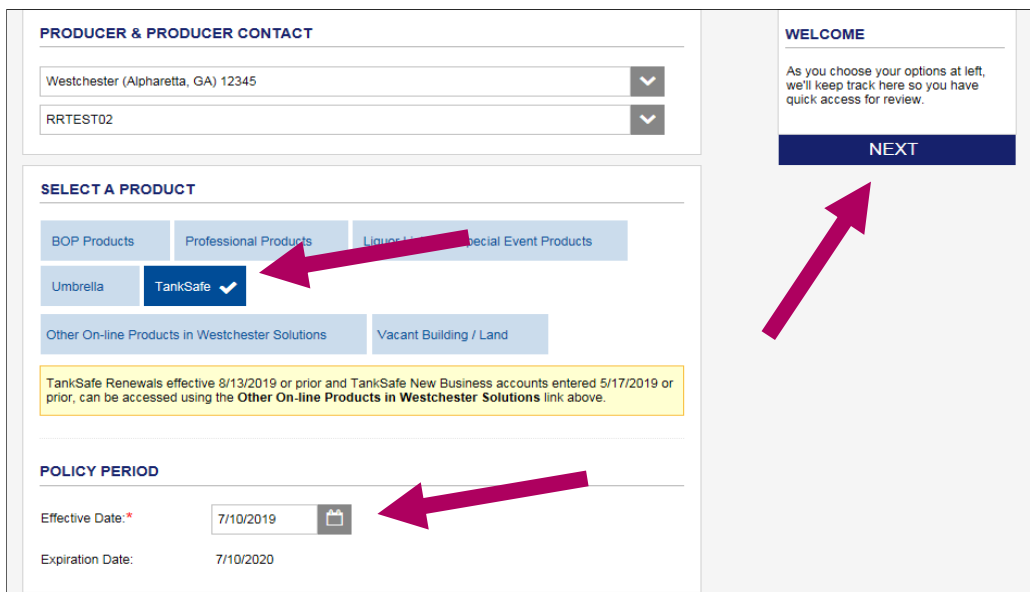 PRODUCER & PRODUCER CONTACT
Westchester (Alpharetta, GA) 12345
RRTEST02
WELCOME
As you choose your options at left,
we'll keep track here so you have
quick access for review.
NEXT
SELECT A PRODUCT
BOP Products
Professional Products
Liquor Special Event Products
Umbrella
TankSafe
Other On-line Products in Westchester Solutions
Vacant Building / Land
TankSafe Renewals effective 8/13/2019 or prior and TankSafe New Business accounts entered 5/17/2019 or
prior, can be accessed using the Other On-line Products in Westchester Solutions link above.
POLICY PERIOD
Effective Date:*
7/10/2019
Expiration Date:
7/10/2020